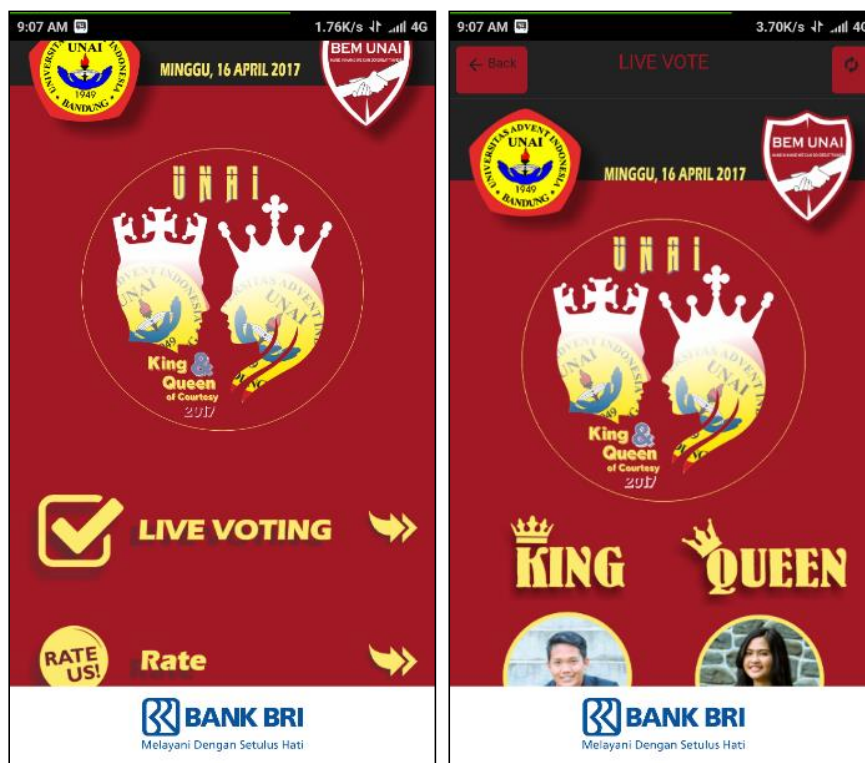 9:07 AM
1.76K/s
4G
UNIVERSITAS ADVENT INDONESIA
UNAI
1949
BANDUNG
MINGGU, 16 APRIL 2017
BEM UNAI
UNAI
King &
Queen
of Courtesy
2017
LIVE VOTING
RATE
US!
Rate
BANK BRI
Melayani Dengan Setulus Hati
9:07 AM
3.70K/s
4G
← Back
LIVE VOTE
UNIVERSITAS ADVENT INDONESIA
UNAI
1949
BANDUNG
MINGGU, 16 APRIL 2017
BEM UNAI
UNAI
King &
Queen
of Courtesy
2017
KING
QUEEN
BANK BRI
Melayani Dengan Setulus Hati